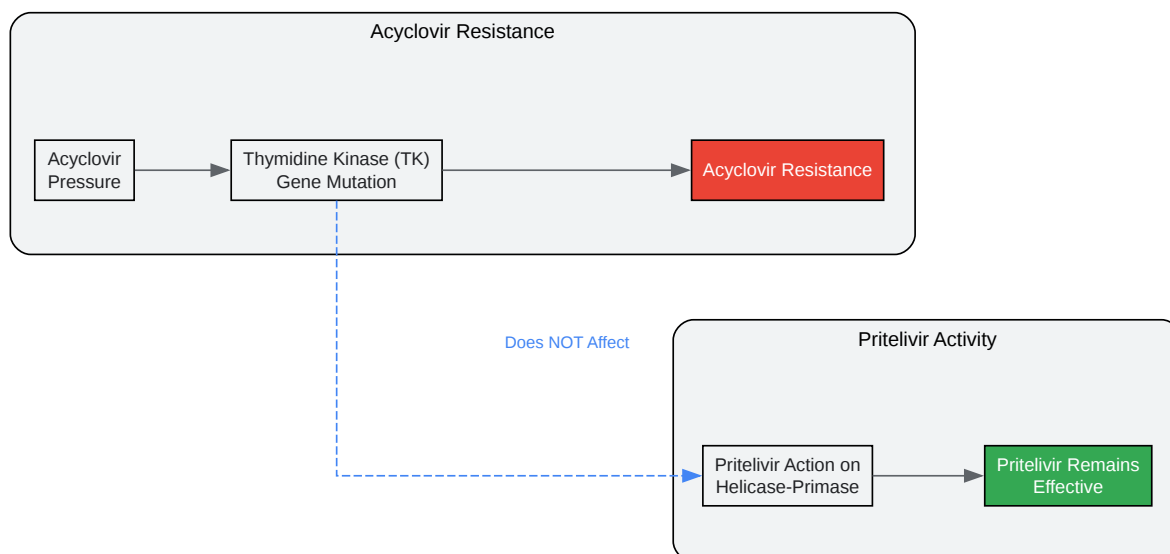 Acyclovir Resistance
Acyclovir
Pressure
Thymidine Kinase (TK)
Gene Mutation
Acyclovir Resistance
Does NOT Affect
Pritelivir Activity
Pritelivir Action on
Helicase-Primase
Pritelivir Remains
Effective